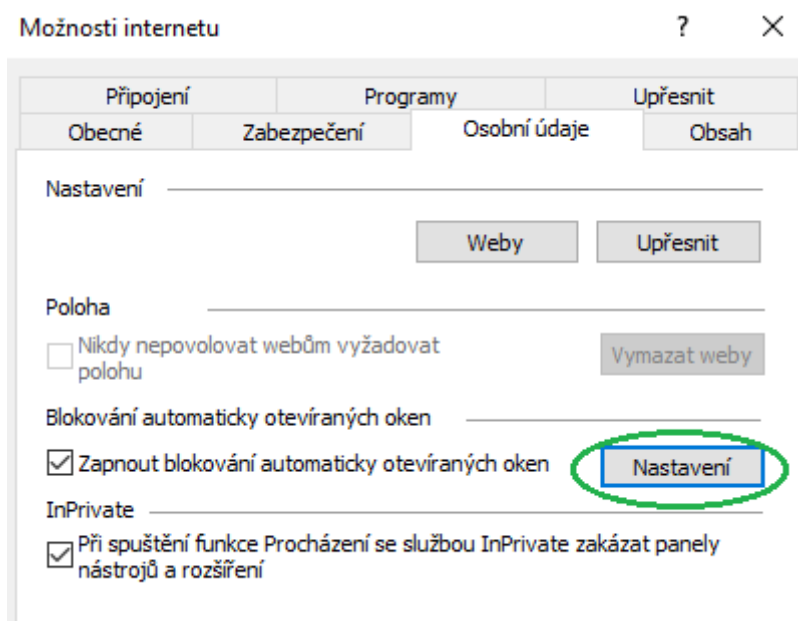 Možnosti internetu
?
Připojení
Programy
Upřesnit
Obecné
Zabezpečení
Osobní údaje
Obsah
Nastavení
Weby
Upřesnit
Poloha
Nikdy nepovolovat webům vyžadovat
polohu
Vymazat weby
Blokování automaticky otevíraných oken
Zapnout blokování automaticky otevíraných oken
Nastavení
InPrivate
Při spuštění funkce Procházení se službou InPrivate zakázat panely
nástrojů a rozšíření